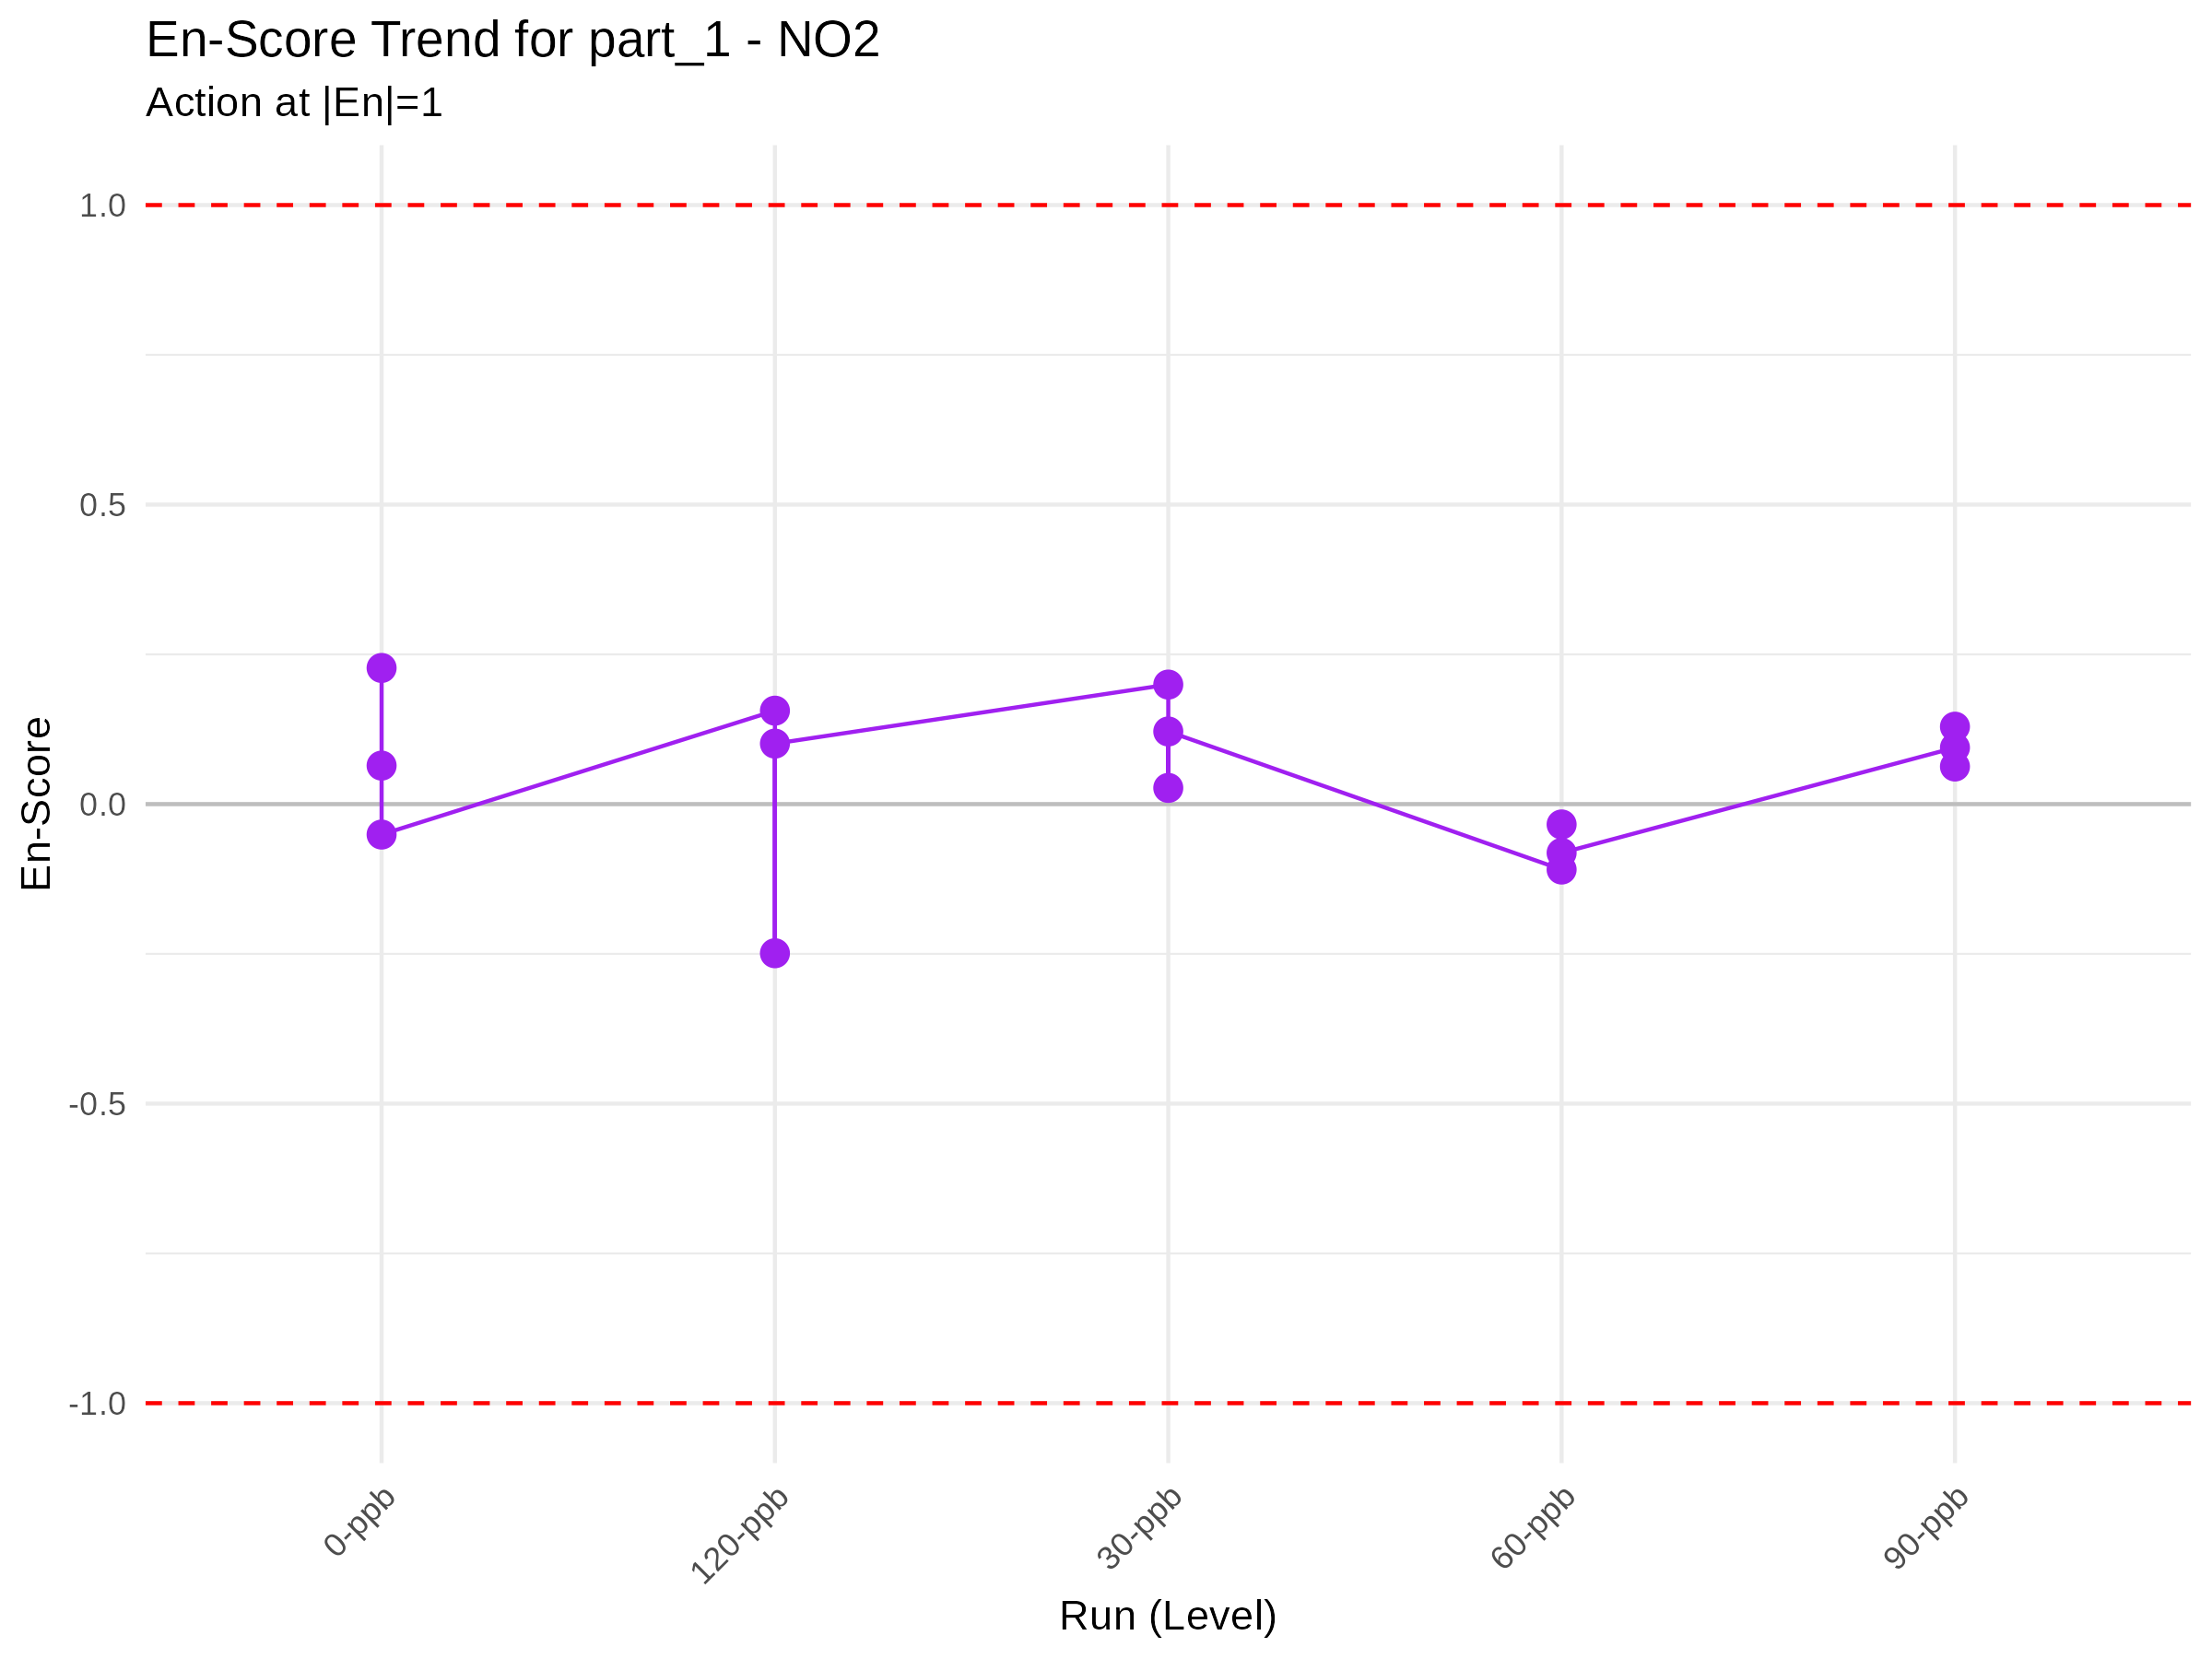 En-Score Trend for part_1 - NO2
Action at |En|=1
1.0
0.5
0.0
-0.5
-1.0
En-Score
0-ppb
120-ppb
30-ppb
60-ppb
90-ppb
Run (Level)